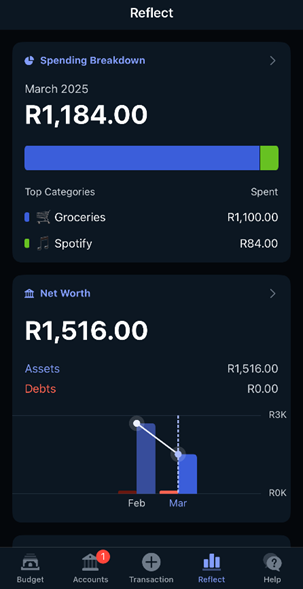 Reflect
Spending Breakdown
March 2025
R1,184.00
Top Categories Spent
Groceries R1,100.00
Spotify R84.00
Net Worth
R1,516.00
Assets R1,516.00
Debts R0.00
R3K
R0K
Feb Mar
1
Budget Accounts Transaction Reflect Help